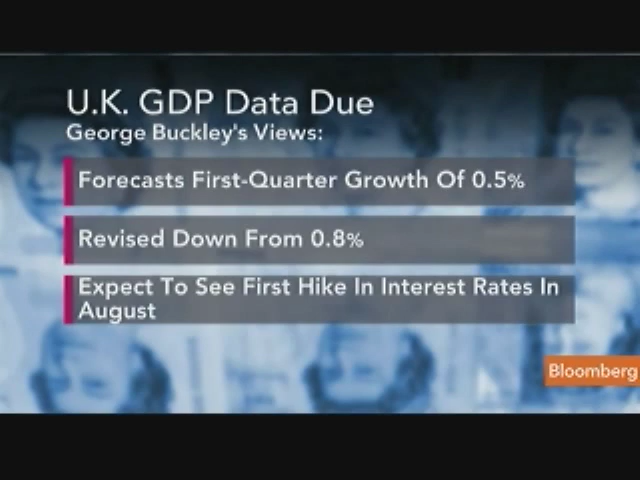 U.K. GDP Data Due
George Buckley's Views:
Forecasts First-Quarter Growth Of 0.5%
Revised Down From 0.8%
Expect To See First Hike In Interest Rates In
August
Bloomberg